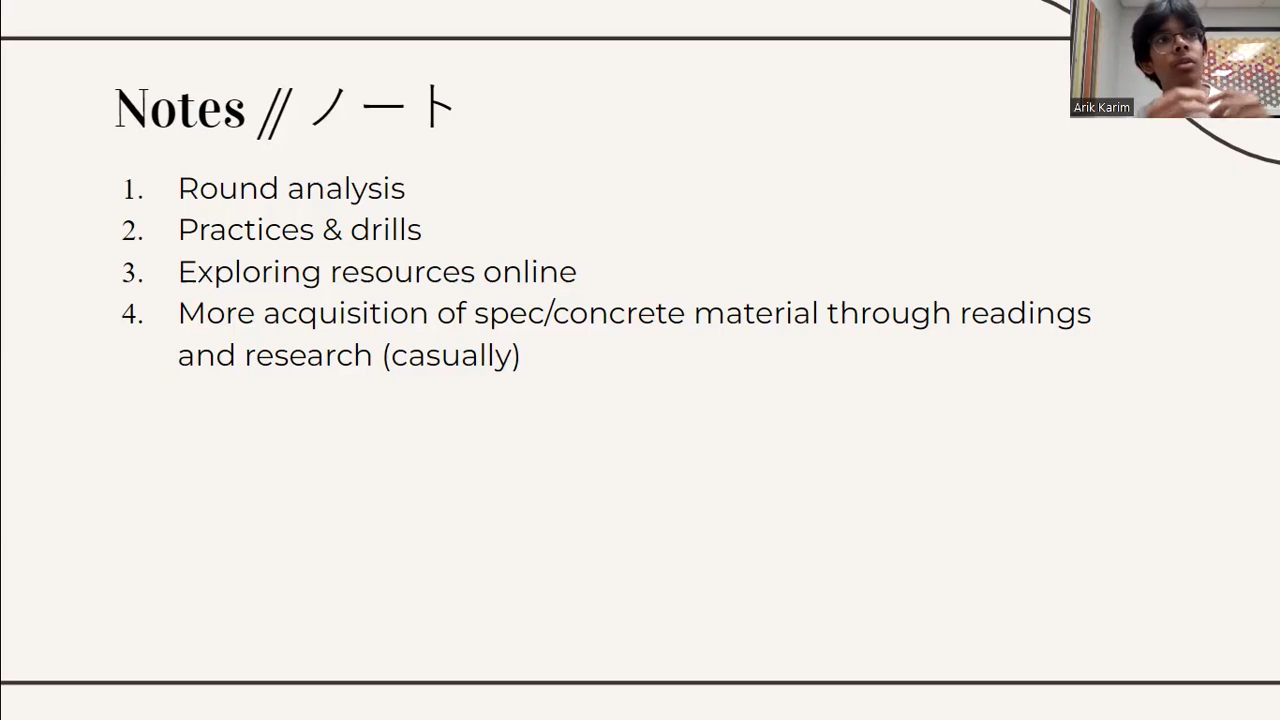 Notes // ノート
1. Round analysis
2. Practices & drills
3. Exploring resources online
4. More acquisition of spec/concrete material through readings
and research (casually)
Arik Karim